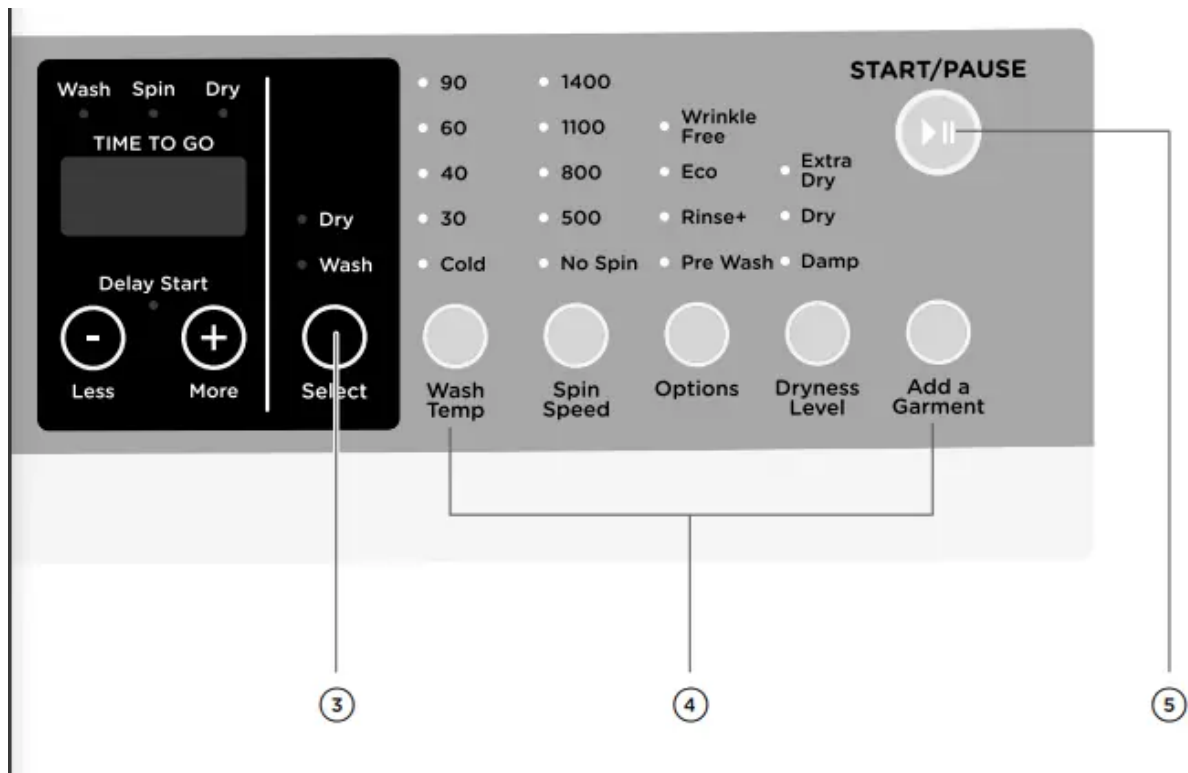 START/PAUSE
Wash Spin Dry
TIME TO GO
Delay Start
-
+
Less
More
Dry
Wash
Select
90
60
40
30
Cold
Wash
Temp
1400
1100
800
500
No Spin
Spin
Speed
Wrinkle
Free
Eco
Rinse+
Pre Wash
Options
Extra
Dry
Dry
Damp
Dryness
Level
Add a
Garment
3
4
5